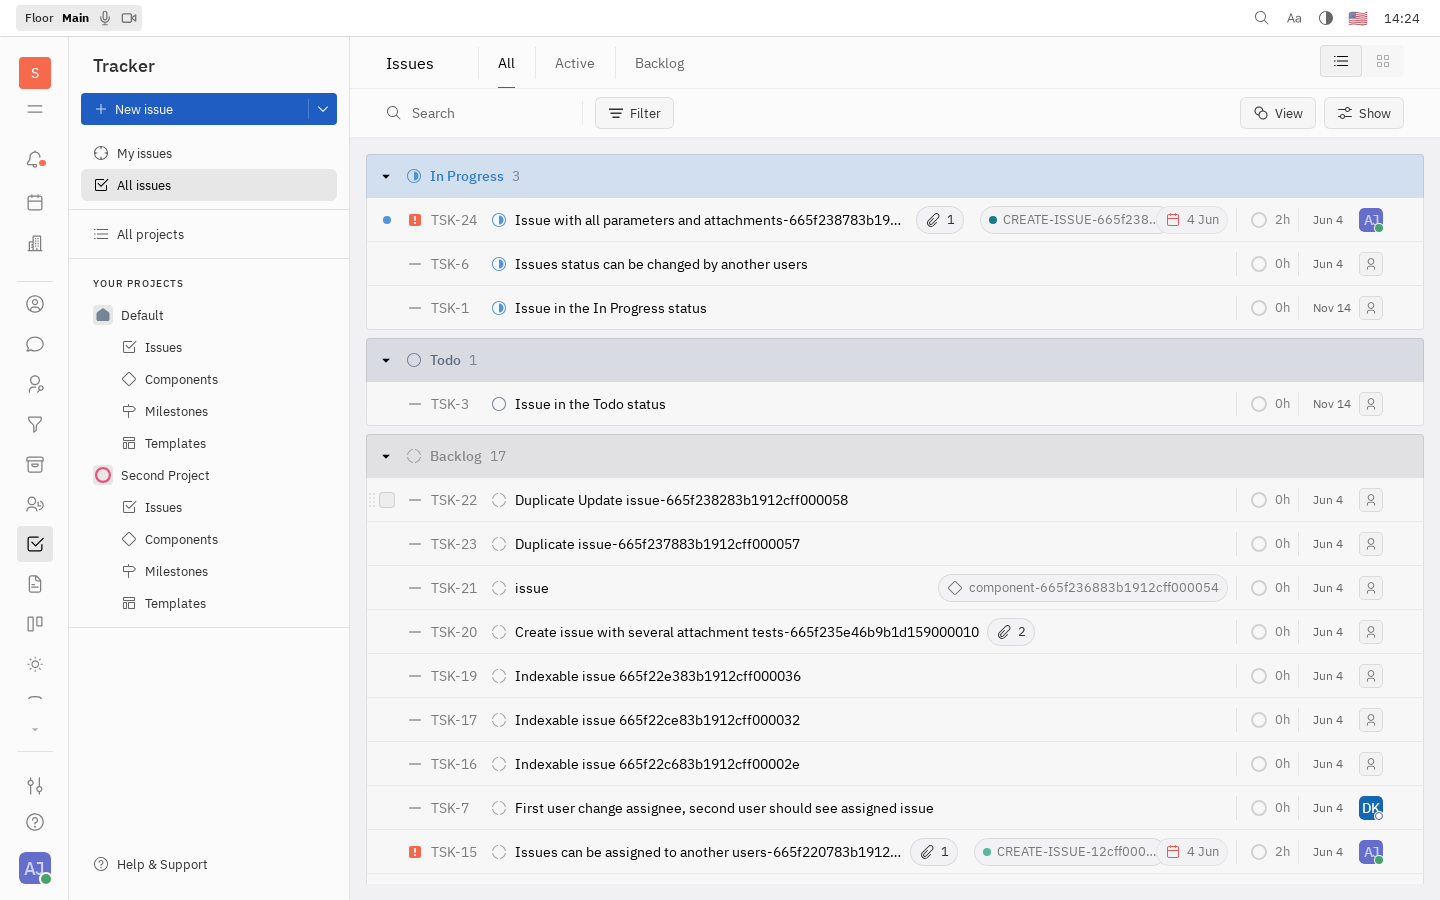 Floor Main
Aa
14:24
S
Tracker
New issue
My issues
All issues
All projects
YOUR PROJECTS
Default
Issues
Components
Milestones
Templates
Second Project
Issues
Components
Milestones
Templates
Help & Support
AJ
Issues
All
Active
Backlog
Search
Filter
View
Show
In Progress 3
TSK-24 Issue with all parameters and attachments-665f238783b19... 1 CREATE-ISSUE-665f238... 4 Jun 2h Jun 4 AJ
TSK-6 Issues status can be changed by another users 0h Jun 4
TSK-1 Issue in the In Progress status 0h Nov 14
Todo 1
TSK-3 Issue in the Todo status 0h Nov 14
Backlog 17
TSK-22 Duplicate Update issue-665f238283b1912cff000058 0h Jun 4
TSK-23 Duplicate issue-665f237883b1912cff000057 0h Jun 4
TSK-21 issue component-665f236883b1912cff000054 0h Jun 4
TSK-20 Create issue with several attachment tests-665f235e46b9b1d159000010 2 0h Jun 4
TSK-19 Indexable issue 665f22e383b1912cff000036 0h Jun 4
TSK-17 Indexable issue 665f22ce83b1912cff000032 0h Jun 4
TSK-16 Indexable issue 665f22c683b1912cff00002e 0h Jun 4
TSK-7 First user change assignee, second user should see assigned issue 0h Jun 4 DK
TSK-15 Issues can be assigned to another users-665f220783b1912... 1 CREATE-ISSUE-12cff000... 4 Jun 2h Jun 4 AJ